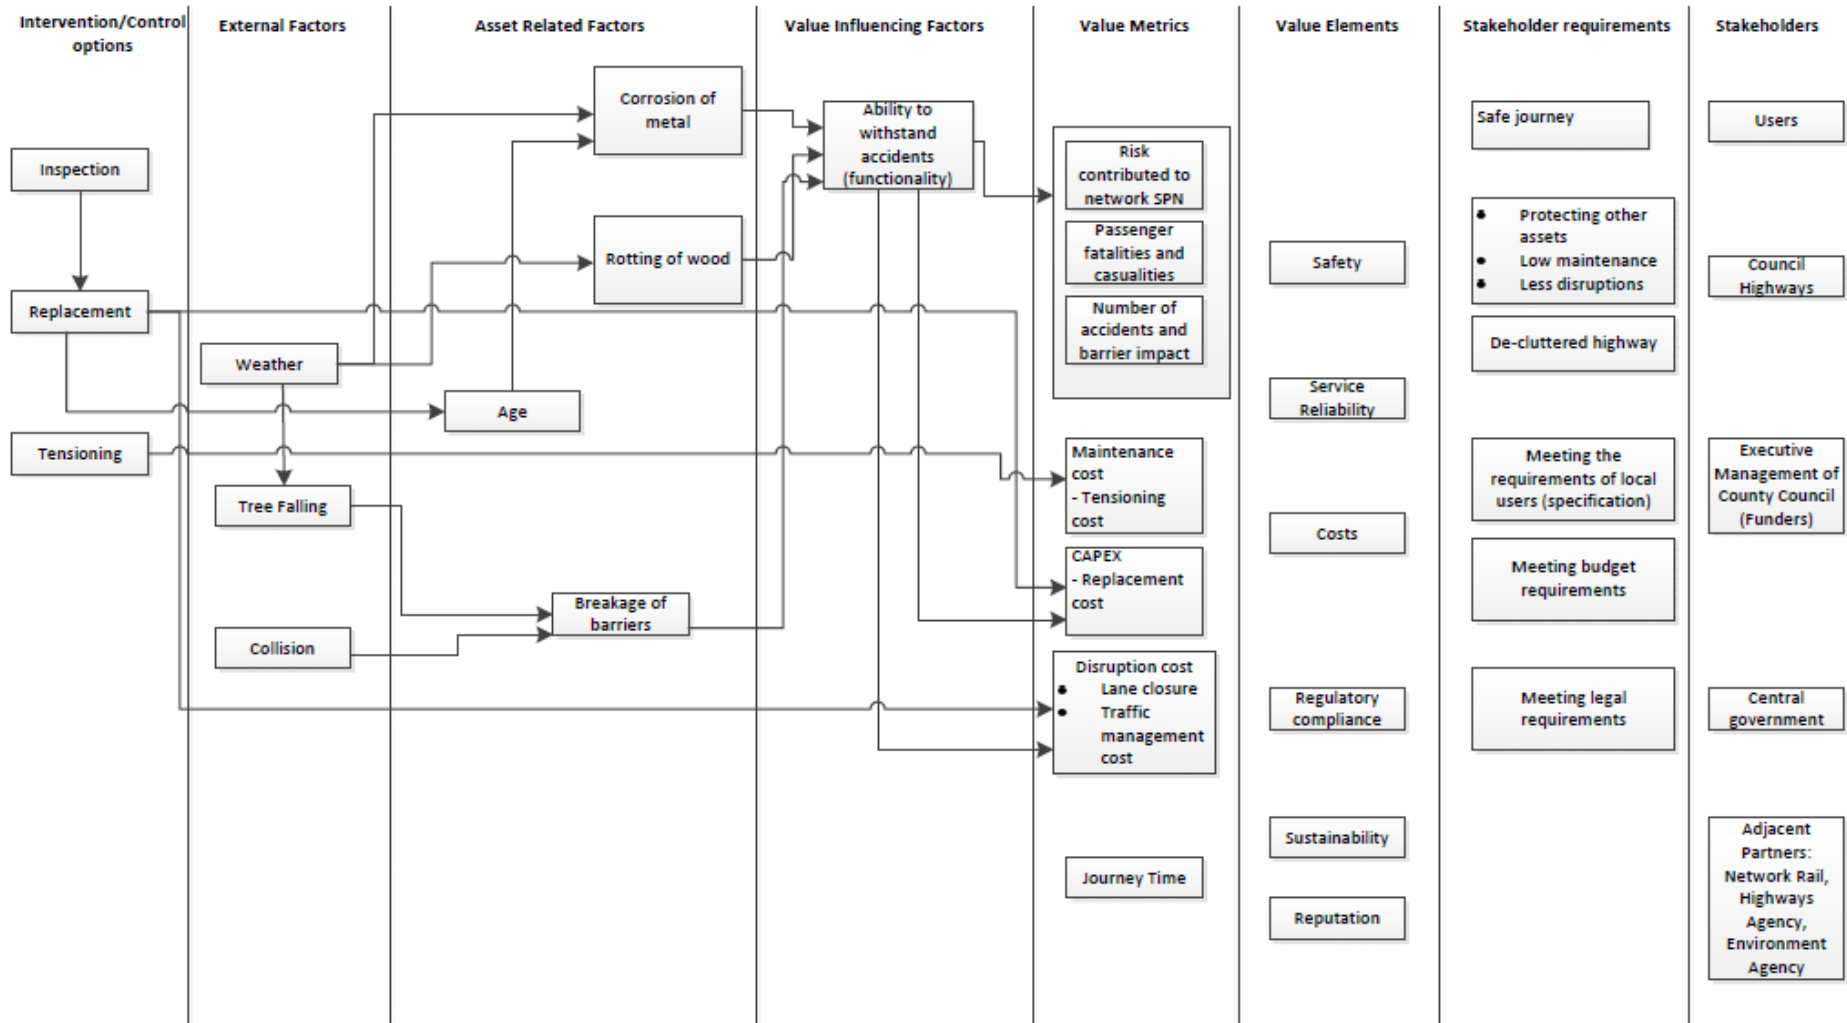 Intervention/Control
options
External Factors
Asset Related Factors
Value Influencing Factors
Value Metrics
Value Elements
Stakeholder requirements
Stakeholders
Inspection
Replacement
Tensioning
Weather
Tree Falling
Collision
Corrosion of
metal
Rotting of wood
Age
Breakage of
barriers
Ability to
withstand
accidents
(functionality)
Risk
contributed to
network SPN
Passenger
fatalities and
casualities
Number of
accidents and
barrier impact
Maintenance
cost
- Tensioning
cost
CAPEX
- Replacement
cost
Disruption cost
• Lane closure
• Traffic
management
cost
Journey Time
Safety
Service
Reliability
Costs
Regulatory
compliance
Sustainability
Reputation
Safe journey
• Protecting other
assets
• Low maintenance
• Less disruptions
De-cluttered highway
Meeting the
requirements of local
users (specification)
Meeting budget
requirements
Meeting legal
requirements
Users
Council
Highways
Executive
Management of
County Council
(Funders)
Central
government
Adjacent
Partners:
Network Rail,
Highways
Agency,
Environment
Agency